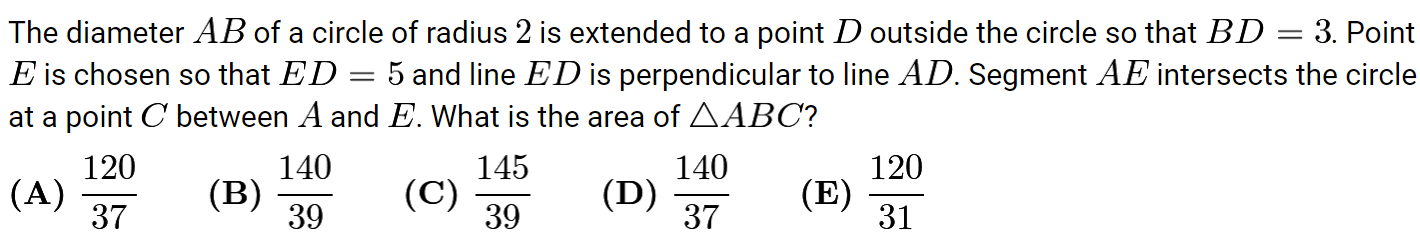 The diameter AB of a circle of radius 2 is extended to a point D outside the circle so that BD = 3. Point
E is chosen so that ED = 5 and line ED is perpendicular to line AD. Segment AE intersects the circle
at a point C between A and E. What is the area of △ABC?
(A) 120/37 (B) 140/39 (C) 145/39 (D) 140/37 (E) 120/31